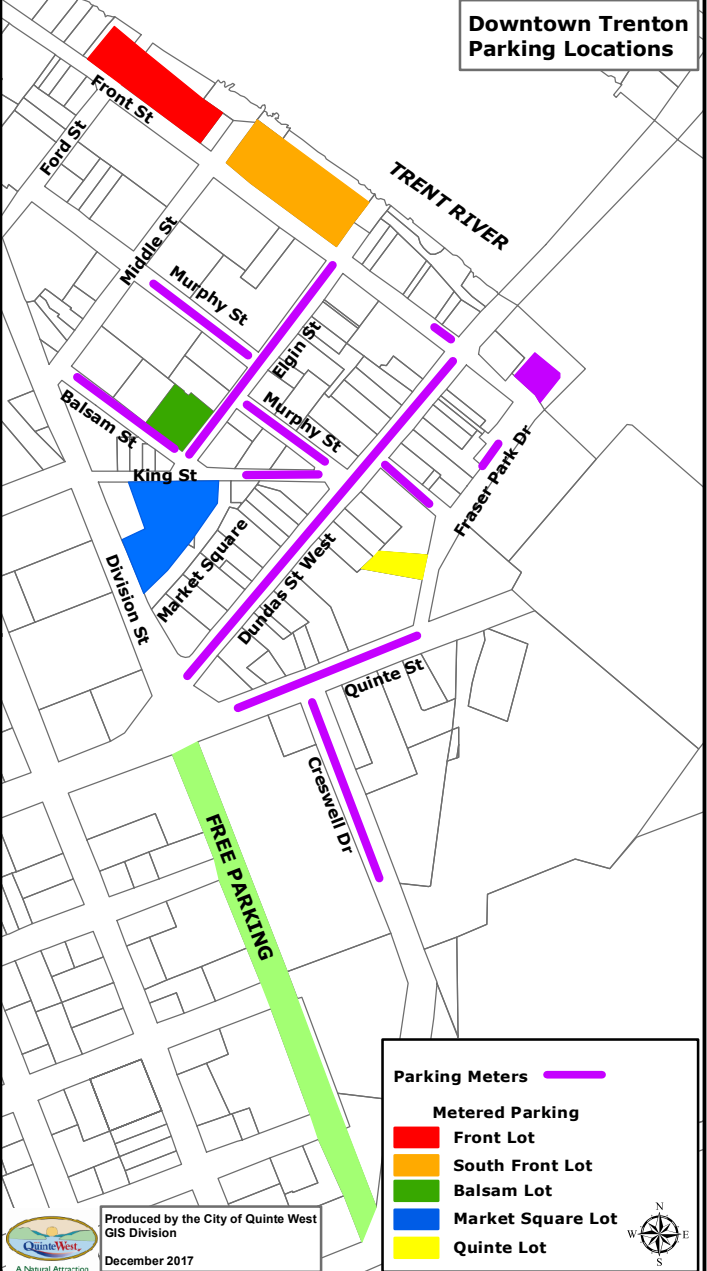 Downtown Trenton
Parking Locations
Front St
Ford St
TRENT RIVER
Middle St
Murphy St
Elgin St
Balsam St
Murphy St
King St
Fraser Park Dr
Market Square
Division St
Dundas St West
Quinte St
Creswell Dr
FREE PARKING
Parking Meters
Metered Parking
Front Lot
South Front Lot
Balsam Lot
Market Square Lot
Quinte Lot
N
W E
S
QuinteWest
A Natural Attraction
Produced by the City of Quinte West
GIS Division
December 2017